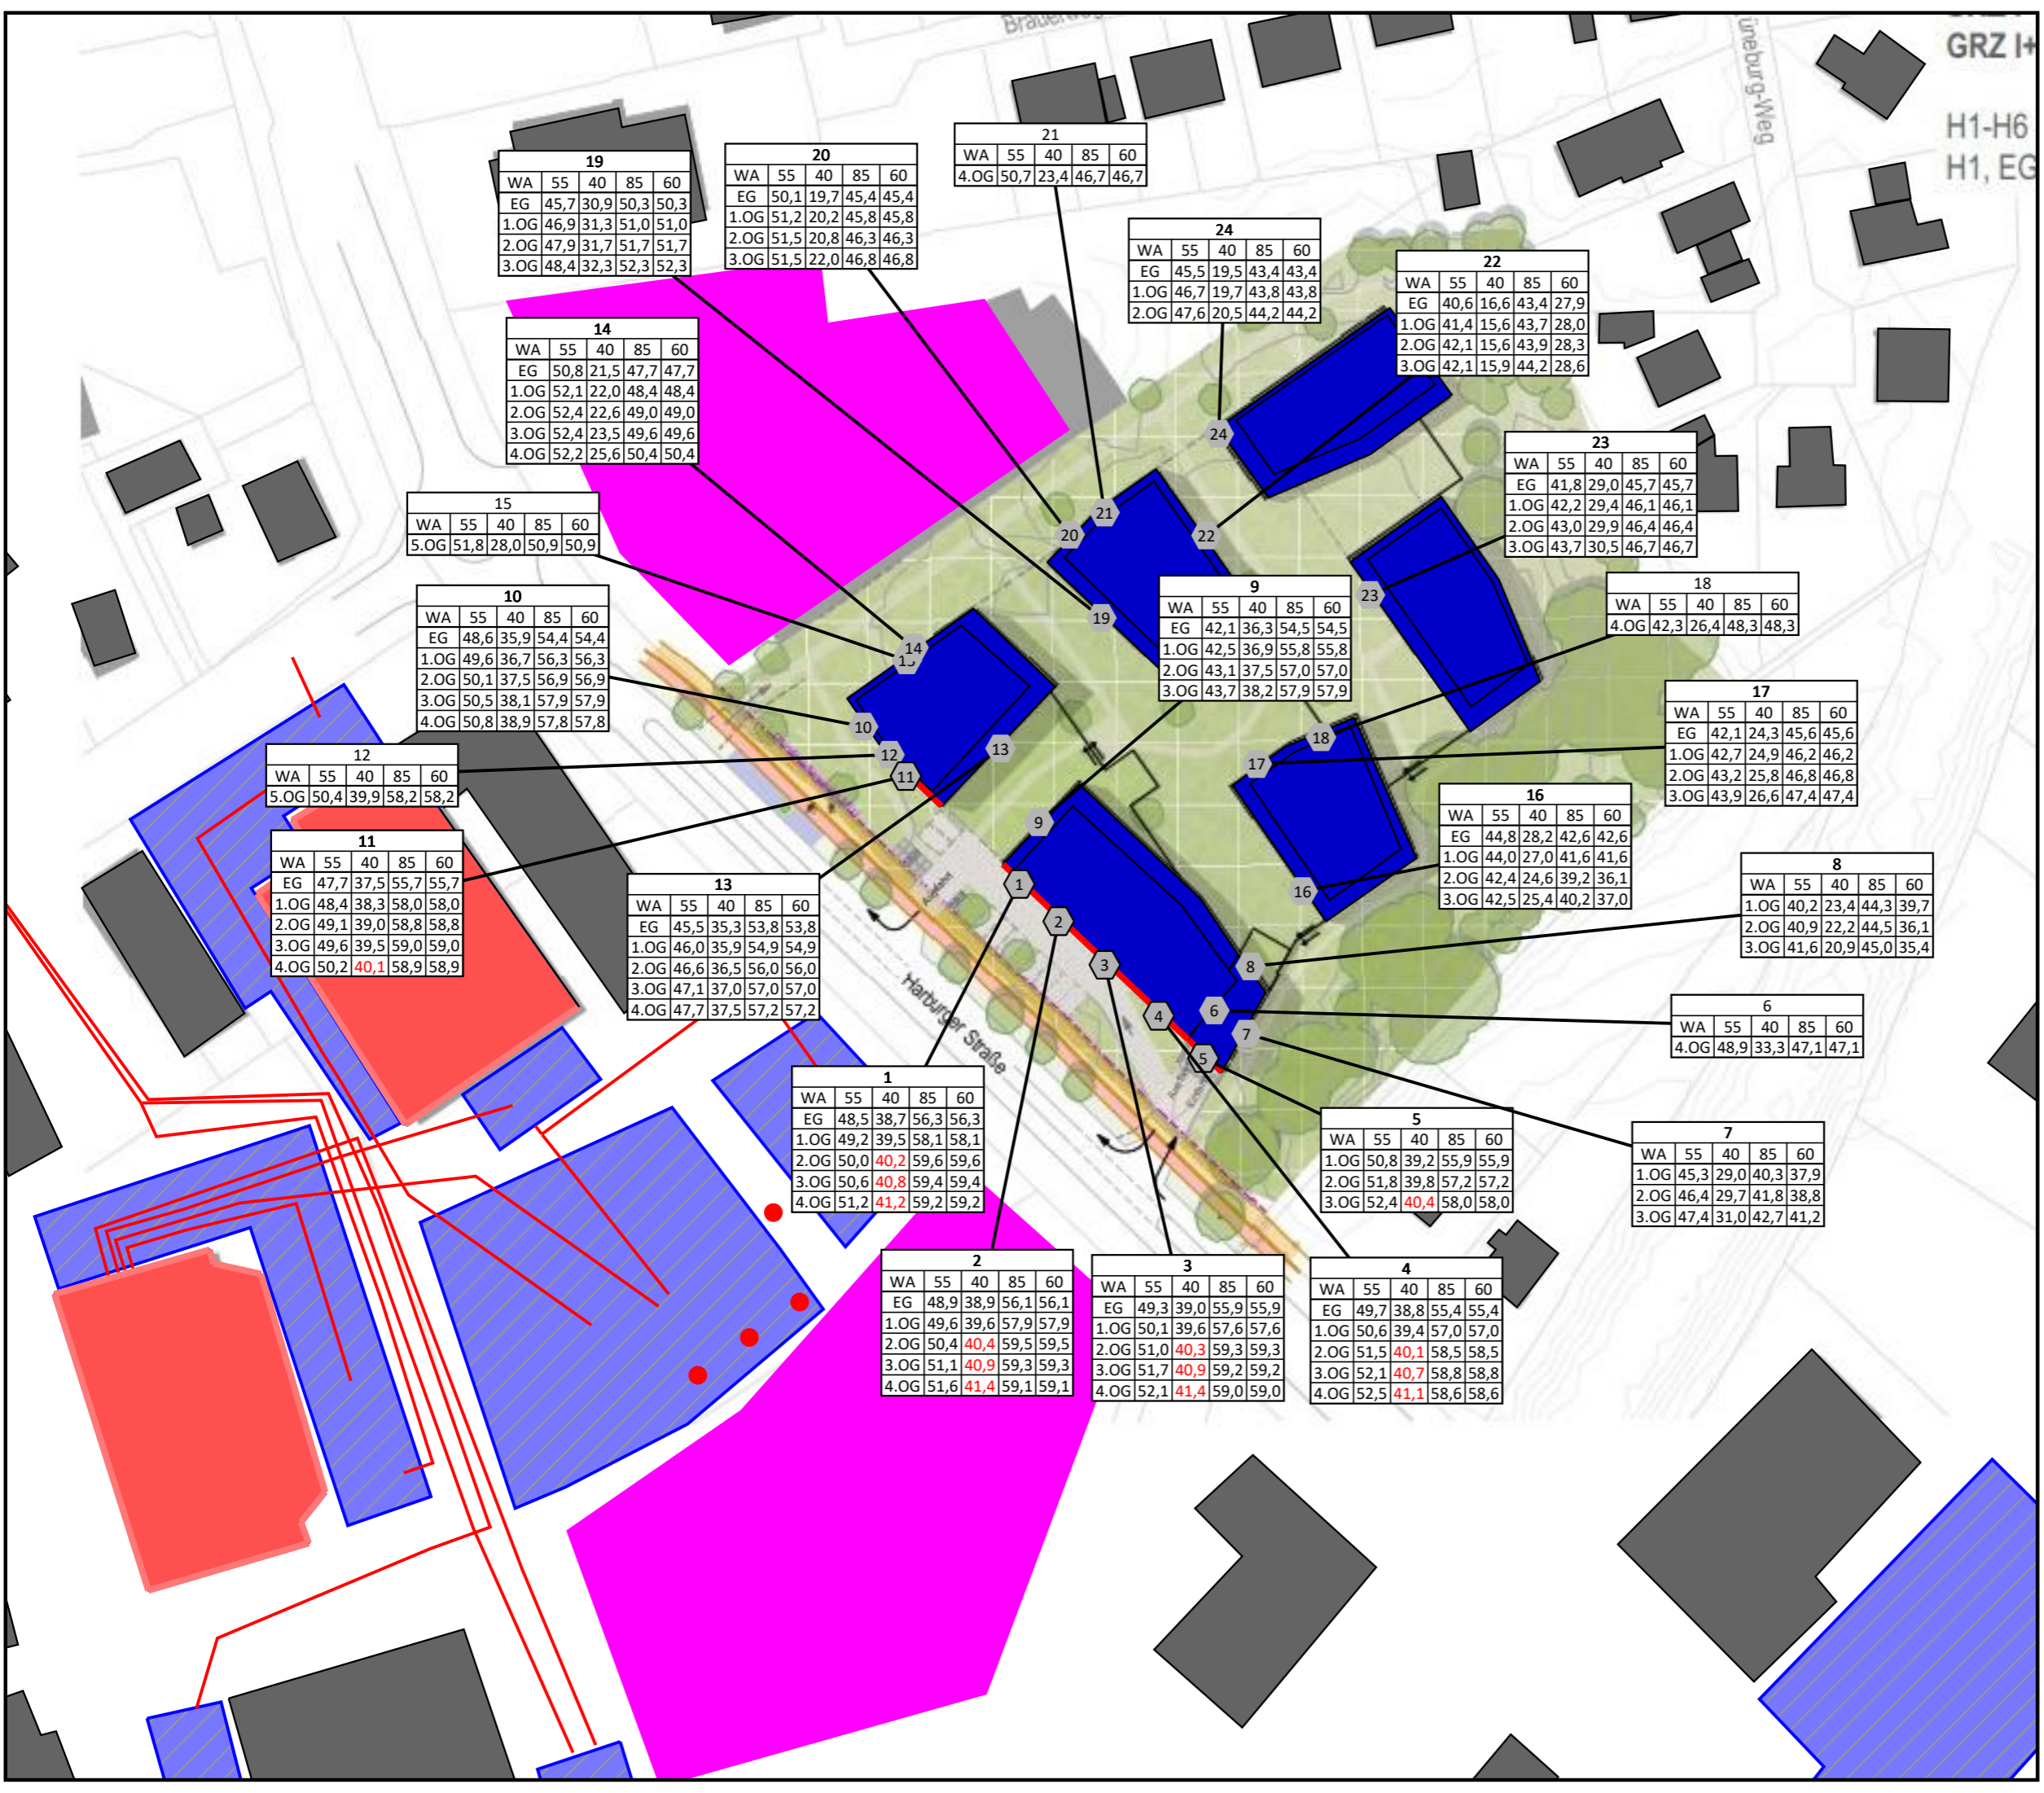 Brauerweg
üneburg-Weg
GRZ I+
H1-H6
H1, EG
21
WA 55 40 85 60
4.OG 50,7 23,4 46,7 46,7
20
WA 55 40 85 60
EG 50,1 19,7 45,4 45,4
1.OG 51,2 20,2 45,8 45,8
2.OG 51,5 20,8 46,3 46,3
3.OG 51,5 22,0 46,8 46,8
19
WA 55 40 85 60
EG 45,7 30,9 50,3 50,3
1.OG 46,9 31,3 51,0 51,0
2.OG 47,9 31,7 51,7 51,7
3.OG 48,4 32,3 52,3 52,3
24
WA 55 40 85 60
EG 45,5 19,5 43,4 43,4
1.OG 46,7 19,7 43,8 43,8
2.OG 47,6 20,5 44,2 44,2
22
WA 55 40 85 60
EG 40,6 16,6 43,4 27,9
1.OG 41,4 15,6 43,7 28,0
2.OG 42,1 15,6 43,9 28,3
3.OG 42,1 15,9 44,2 28,6
14
WA 55 40 85 60
EG 50,8 21,5 47,7 47,7
1.OG 52,1 22,0 48,4 48,4
2.OG 52,4 22,6 49,0 49,0
3.OG 52,4 23,5 49,6 49,6
4.OG 52,2 25,6 50,4 50,4
23
WA 55 40 85 60
EG 41,8 29,0 45,7 45,7
1.OG 42,2 29,4 46,1 46,1
2.OG 43,0 29,9 46,4 46,4
3.OG 43,7 30,5 46,7 46,7
15
WA 55 40 85 60
5.OG 51,8 28,0 50,9 50,9
18
WA 55 40 85 60
4.OG 42,3 26,4 48,3 48,3
9
WA 55 40 85 60
EG 42,1 36,3 54,5 54,5
1.OG 42,5 36,9 55,8 55,8
2.OG 43,1 37,5 57,0 57,0
3.OG 43,7 38,2 57,9 57,9
10
WA 55 40 85 60
EG 48,6 35,9 54,4 54,4
1.OG 49,6 36,7 56,3 56,3
2.OG 50,1 37,5 56,9 56,9
3.OG 50,5 38,1 57,9 57,9
4.OG 50,8 38,9 57,8 57,8
17
WA 55 40 85 60
EG 42,1 24,3 45,6 45,6
1.OG 42,7 24,9 46,2 46,2
2.OG 43,2 25,8 46,8 46,8
3.OG 43,9 26,6 47,4 47,4
12
WA 55 40 85 60
5.OG 50,4 39,9 58,2 58,2
16
WA 55 40 85 60
EG 44,8 28,2 42,6 42,6
1.OG 44,0 27,0 41,6 41,6
2.OG 42,4 24,6 39,2 36,1
3.OG 42,5 25,4 40,2 37,0
11
WA 55 40 85 60
EG 47,7 37,5 55,7 55,7
1.OG 48,4 38,3 58,0 58,0
2.OG 49,1 39,0 58,8 58,8
3.OG 49,6 39,5 59,0 59,0
4.OG 50,2 40,1 58,9 58,9
8
WA 55 40 85 60
1.OG 40,2 23,4 44,3 39,7
2.OG 40,9 22,2 44,5 36,1
3.OG 41,6 20,9 45,0 35,4
13
WA 55 40 85 60
EG 45,5 35,3 53,8 53,8
1.OG 46,0 35,9 54,9 54,9
2.OG 46,6 36,5 56,0 56,0
3.OG 47,1 37,0 57,0 57,0
4.OG 47,7 37,5 57,2 57,2
6
WA 55 40 85 60
4.OG 48,9 33,3 47,1 47,1
1
WA 55 40 85 60
EG 48,5 38,7 56,3 56,3
1.OG 49,2 39,5 58,1 58,1
2.OG 50,0 40,2 59,6 59,6
3.OG 50,6 40,8 59,4 59,4
4.OG 51,2 41,2 59,2 59,2
5
WA 55 40 85 60
1.OG 50,8 39,2 55,9 55,9
2.OG 51,8 39,8 57,2 57,2
3.OG 52,4 40,4 58,0 58,0
7
WA 55 40 85 60
1.OG 45,3 29,0 40,3 37,9
2.OG 46,4 29,7 41,8 38,8
3.OG 47,4 31,0 42,7 41,2
2
WA 55 40 85 60
EG 48,9 38,9 56,1 56,1
1.OG 49,6 39,6 57,9 57,9
2.OG 50,4 40,4 59,5 59,5
3.OG 51,1 40,9 59,3 59,3
4.OG 51,6 41,4 59,1 59,1
3
WA 55 40 85 60
EG 49,3 39,0 55,9 55,9
1.OG 50,1 39,6 57,6 57,6
2.OG 51,0 40,3 59,3 59,3
3.OG 51,7 40,9 59,2 59,2
4.OG 52,1 41,4 59,0 59,0
4
WA 55 40 85 60
EG 49,7 38,8 55,4 55,4
1.OG 50,6 39,4 57,0 57,0
2.OG 51,5 40,1 58,5 58,5
3.OG 52,1 40,7 58,8 58,8
4.OG 52,5 41,1 58,6 58,6
24
21
20
22
23
19
14
15
10
12
11
13
18
17
16
9
1
2
3
4
5
6
7
8
Ausfahrt
Harburger Straße